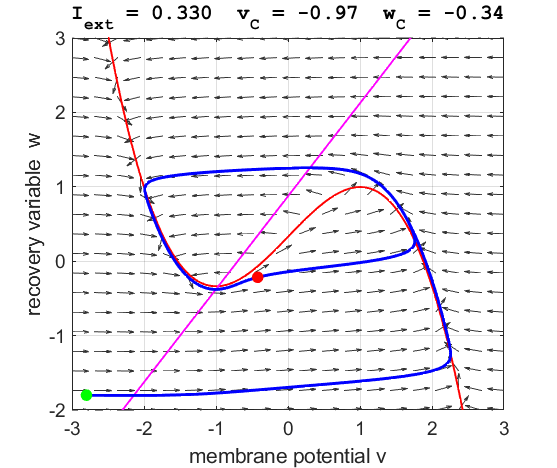 I_ext = 0.330 v_C = -0.97 w_C = -0.34
3
2
1
0
-1
-2
recovery variable w
-3 -2 -1 0 1 2 3
membrane potential v